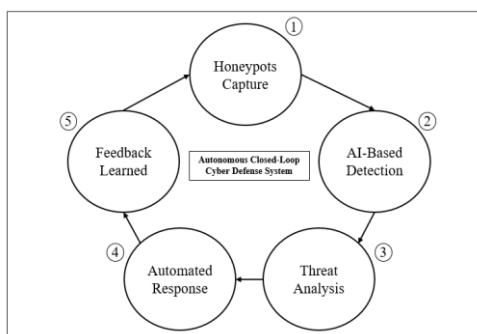 ①
Honeypots
Capture
②
AI-Based
Detection
③
Threat
Analysis
④
Automated
Response
⑤
Feedback
Learned
Autonomous Closed-Loop
Cyber Defense System